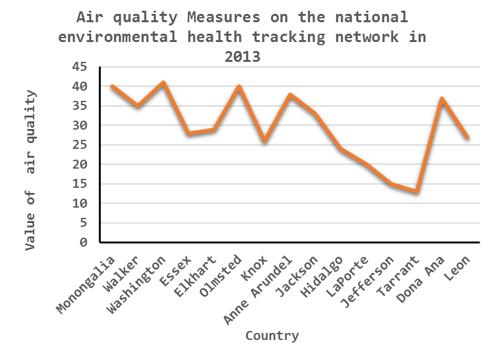 Air quality Measures on the national
environmental health tracking network in
2013
Value of  air quality
45
40
35
30
25
20
15
10
5
0
Monongalia
Walker
Washington
Essex
Elkhart
Olmsted
Knox
Anne Arundel
Jackson
Hidalgo
LaPorte
Jefferson
Tarrant
Dona Ana
Leon
Country